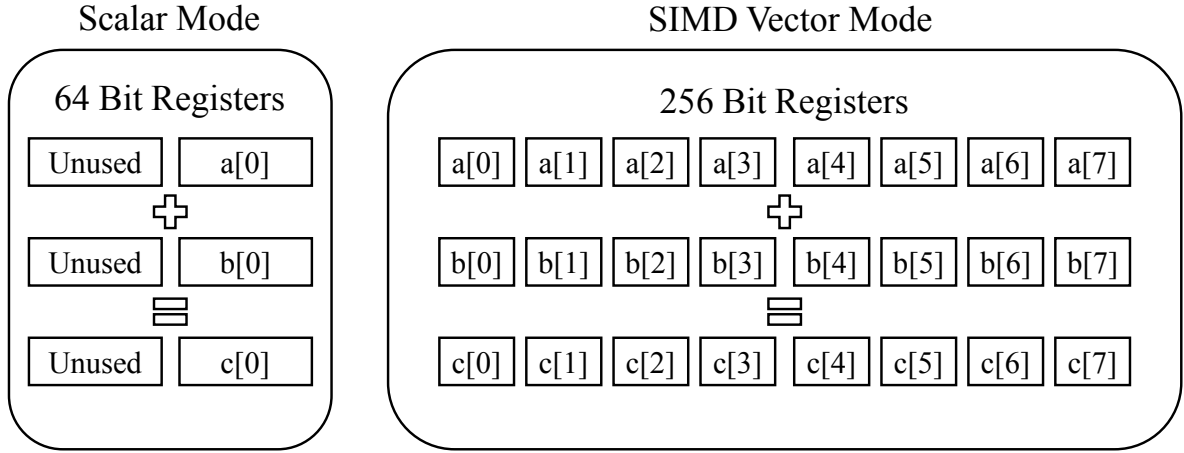 Scalar Mode
64 Bit Registers
Unused a[0]
Unused b[0]
Unused c[0]
SIMD Vector Mode
256 Bit Registers
a[0] a[1] a[2] a[3] a[4] a[5] a[6] a[7]
b[0] b[1] b[2] b[3] b[4] b[5] b[6] b[7]
c[0] c[1] c[2] c[3] c[4] c[5] c[6] c[7]